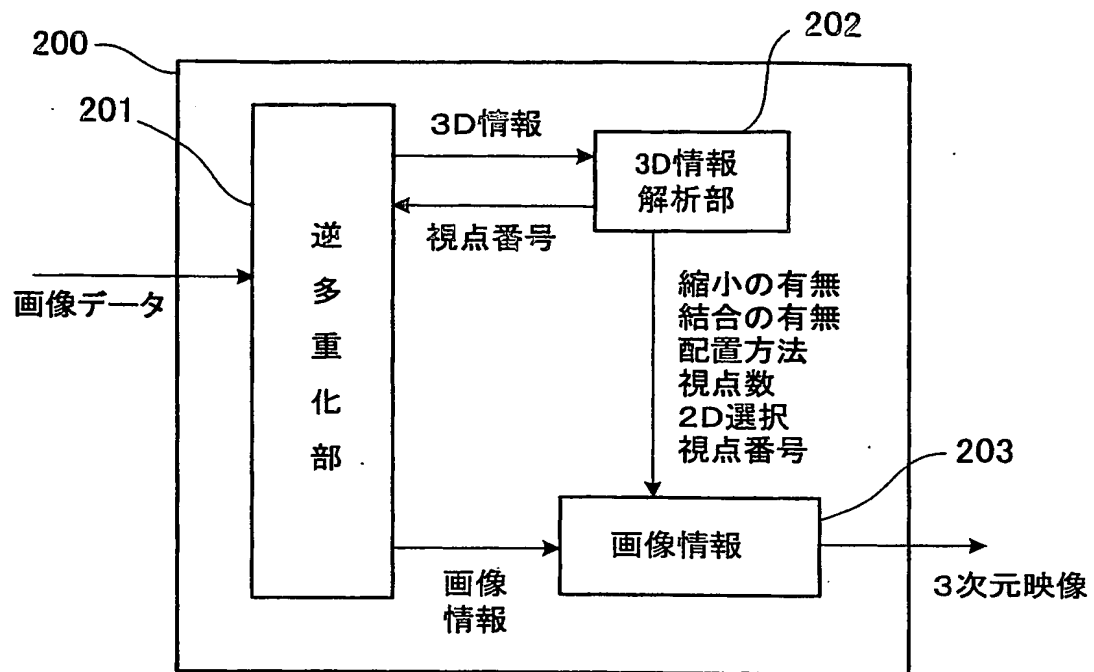 200
202
201
3D情報
3D情報
解析部
視点番号
逆多重化部
画像データ
縮小の有無
結合の有無
配置方法
視点数
2D選択
視点番号
203
画像情報
画像
情報
3次元映像